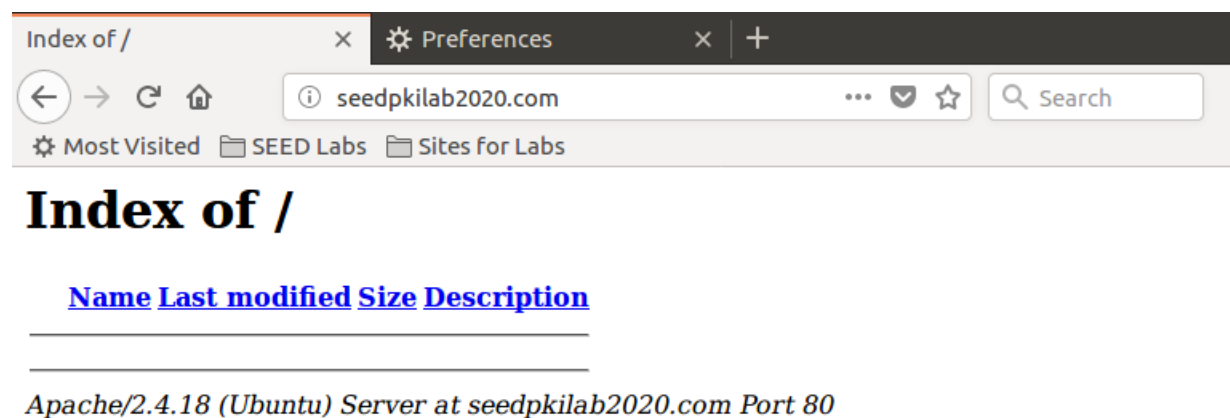 Index of / Preferences
seedpkilab2020.com Search
Most Visited SEED Labs Sites for Labs
Index of /
Name Last modified Size Description
Apache/2.4.18 (Ubuntu) Server at seedpkilab2020.com Port 80